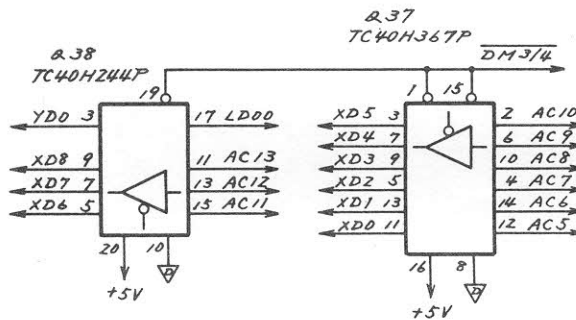 Q38
TC40H244P
Q37
TC40H367P
DM3/4
19
1 15
YD0 3 17 LD00
XD8 9 11 AC13
XD7 7 13 AC12
XD6 5 15 AC11
20 10
+5V D
XD5 3 2 AC10
XD4 7 6 AC9
XD3 9 10 AC8
XD2 5 4 AC7
XD1 13 14 AC6
XD0 11 12 AC5
16 8
+5V D